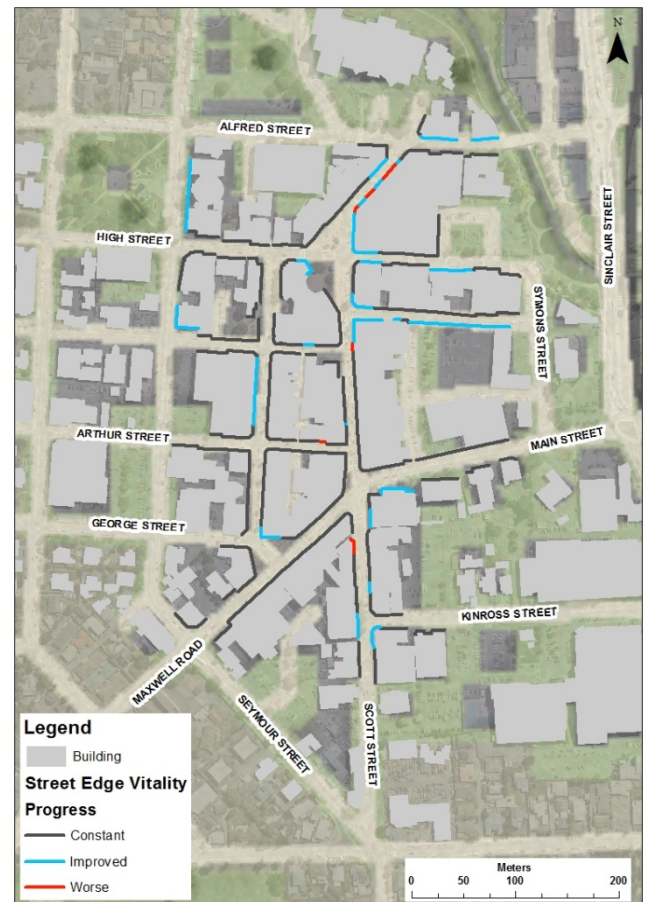 N
ALFRED STREET
SINCLAIR STREET
HIGH STREET
SYMONS STREET
ARTHUR STREET
MAIN STREET
GEORGE STREET
KINROSS STREET
MAXWELL ROAD
SEYMOUR STREET
SCOTT STREET
Legend
Building
Street Edge Vitality
Progress
Constant
Improved
Worse
Meters
0 50 100 200